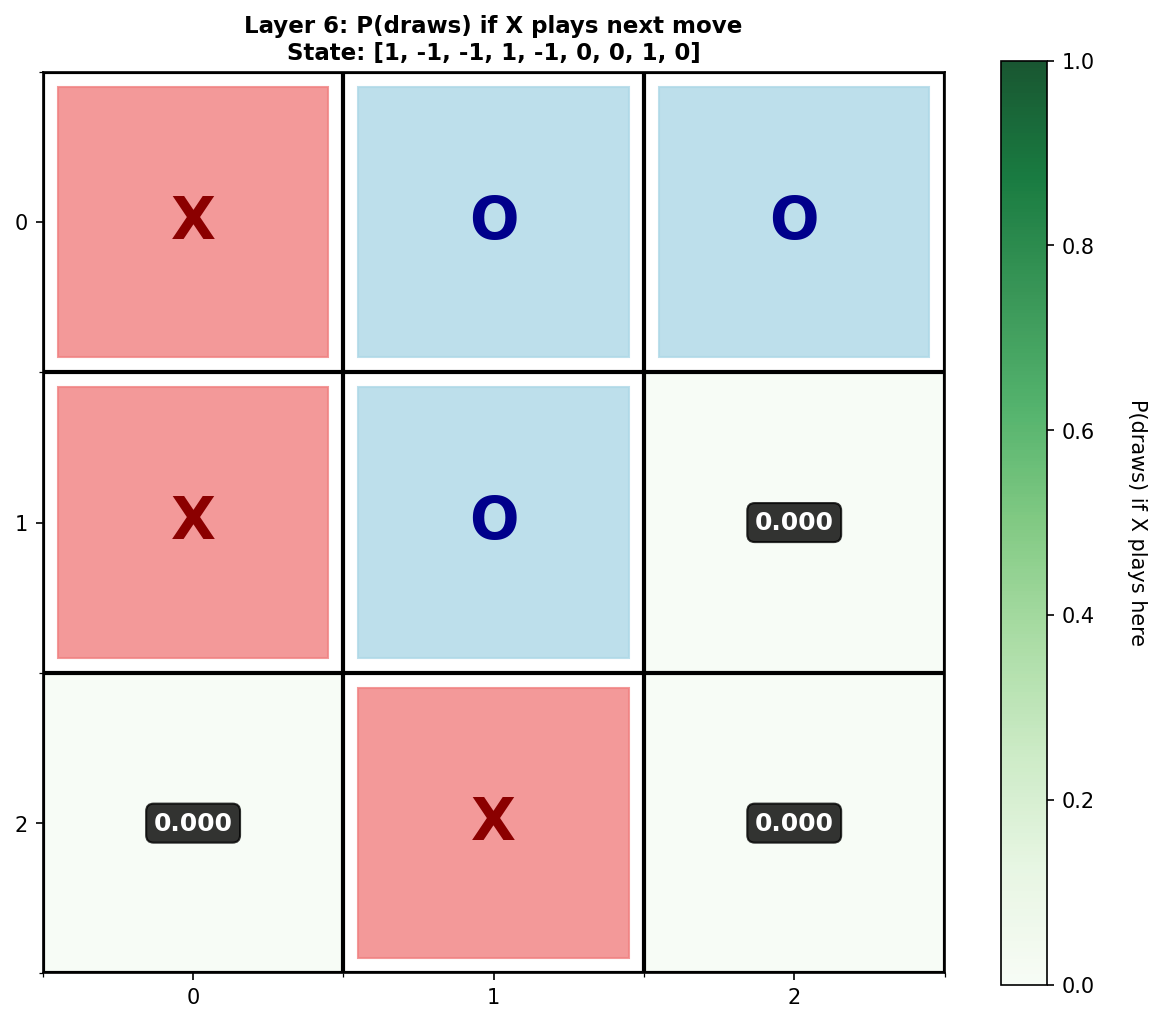 Layer 6: P(draws) if X plays next move
State: [1, -1, -1, 1, -1, 0, 0, 1, 0]
0
X
O
O
1
X
O
0.000
2
0.000
X
0.000
0
1
2
1.0
0.8
0.6
0.4
0.2
0.0
P(draws) if X plays here